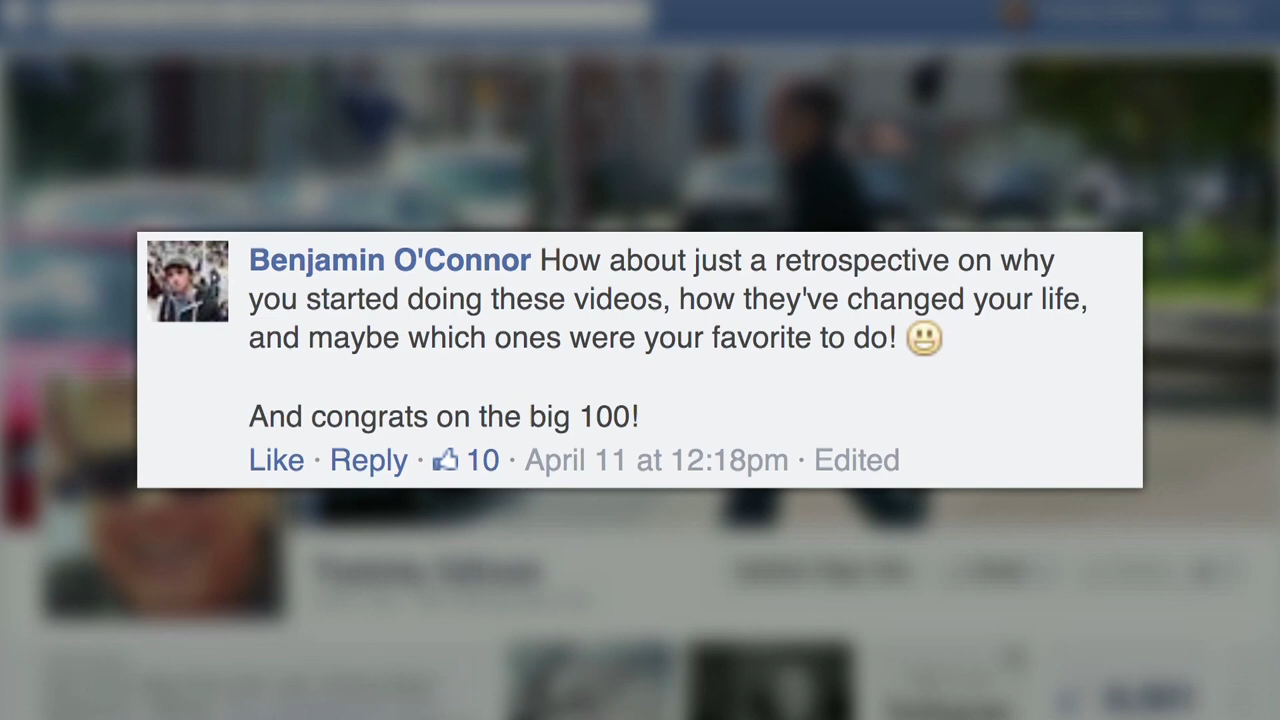 Benjamin O'Connor How about just a retrospective on why
you started doing these videos, how they've changed your life,
and maybe which ones were your favorite to do! 😃
And congrats on the big 100!
Like · Reply · 10 · April 11 at 12:18pm · Edited